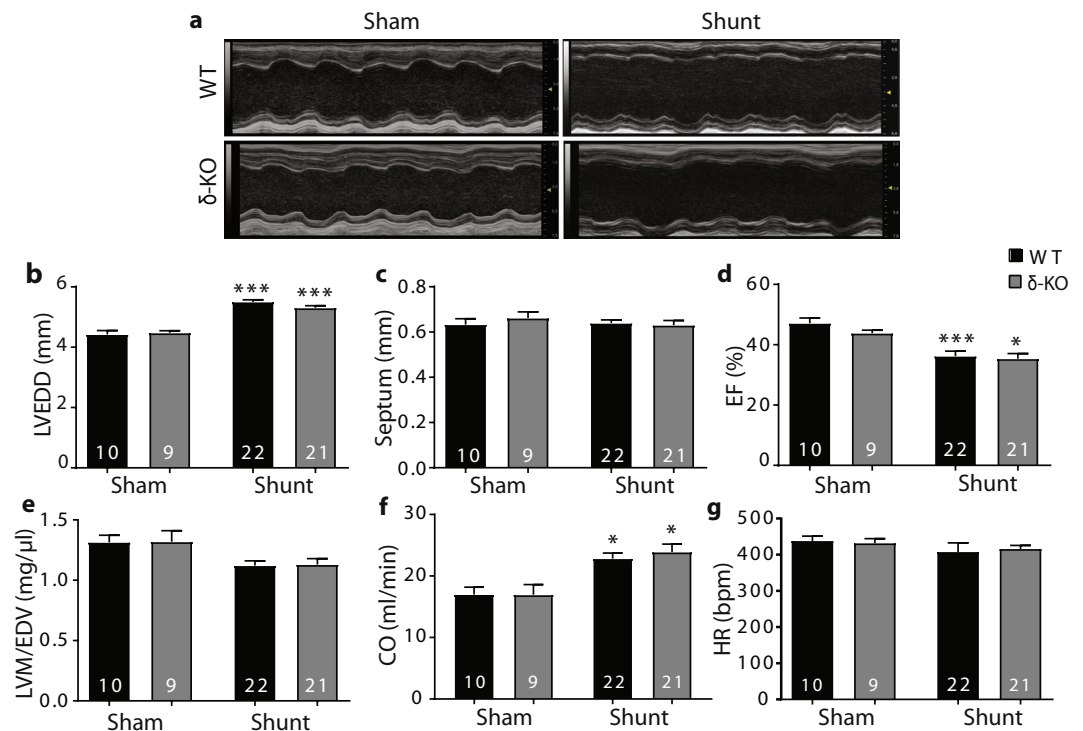 a
Sham
Shunt
WT
δ-KO
WT
δ-KO
b
LVEDD (mm)
6
4
2
0
***
***
10
9
22
21
Sham
Shunt
c
Septum (mm)
0.8
0.6
0.4
0.2
0.0
10
9
22
21
Sham
Shunt
d
EF (%)
60
40
20
0
***
*
10
9
22
21
Sham
Shunt
e
LVM/EDV (mg/µl)
1.5
1.0
0.5
0.0
10
9
22
21
Sham
Shunt
f
CO (ml/min)
30
20
10
0
*
*
10
9
22
21
Sham
Shunt
g
HR (bpm)
500
400
300
200
100
0
10
9
22
21
Sham
Shunt